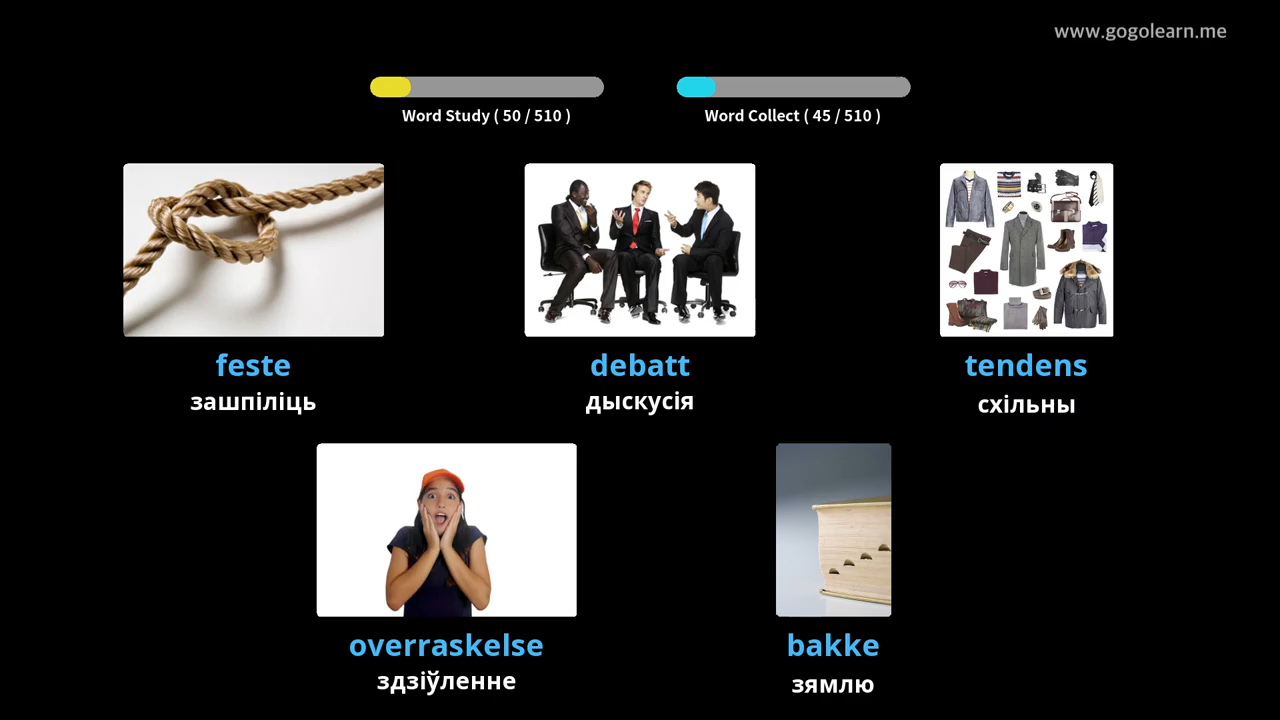 www.gogolearn.me
Word Study ( 50 / 510 )
Word Collect ( 45 / 510 )
feste
зашпіліць
debatt
дыскусія
tendens
схільны
overraskelse
здзіўленне
bakke
зямлю